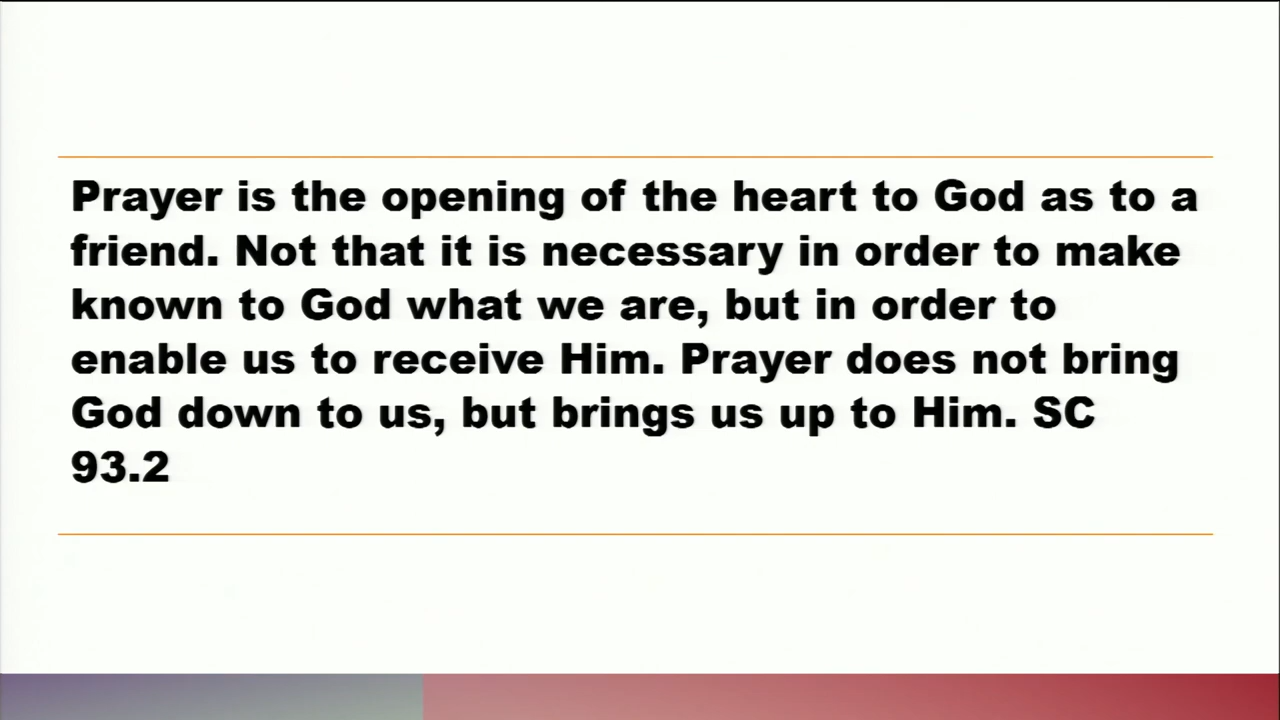 Prayer is the opening of the heart to God as to a
friend. Not that it is necessary in order to make
known to God what we are, but in order to
enable us to receive Him. Prayer does not bring
God down to us, but brings us up to Him. SC
93.2